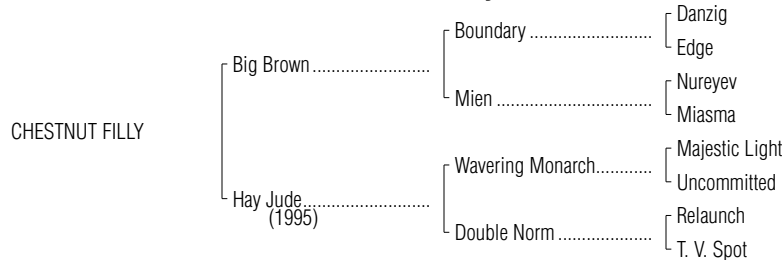 Danzig
Boundary ............................
Edge
Big Brown ...........................
Nureyev
Mien ...................................
Miasma
CHESTNUT FILLY
Majestic Light
Wavering Monarch.............
Uncommitted
Hay Jude.............................
(1995)
Relaunch
Double Norm .....................
T. V. Spot